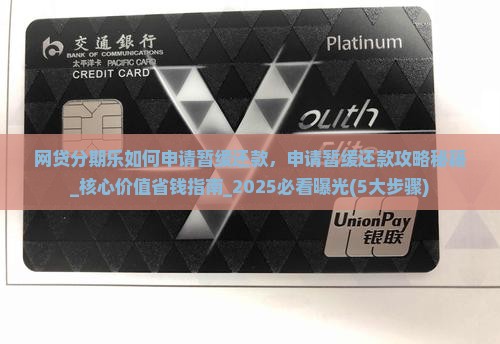 交通銀行
BANK OF COMMUNICATIONS
太平洋卡 PACIFIC CARD
CREDIT CARD
Platinum
outh
Elite
网贷分期乐如何申请暂缓还款，申请暂缓还款攻略秘籍
_核心价值省钱指南_2025必看曝光(5大步骤)
UnionPay
银联